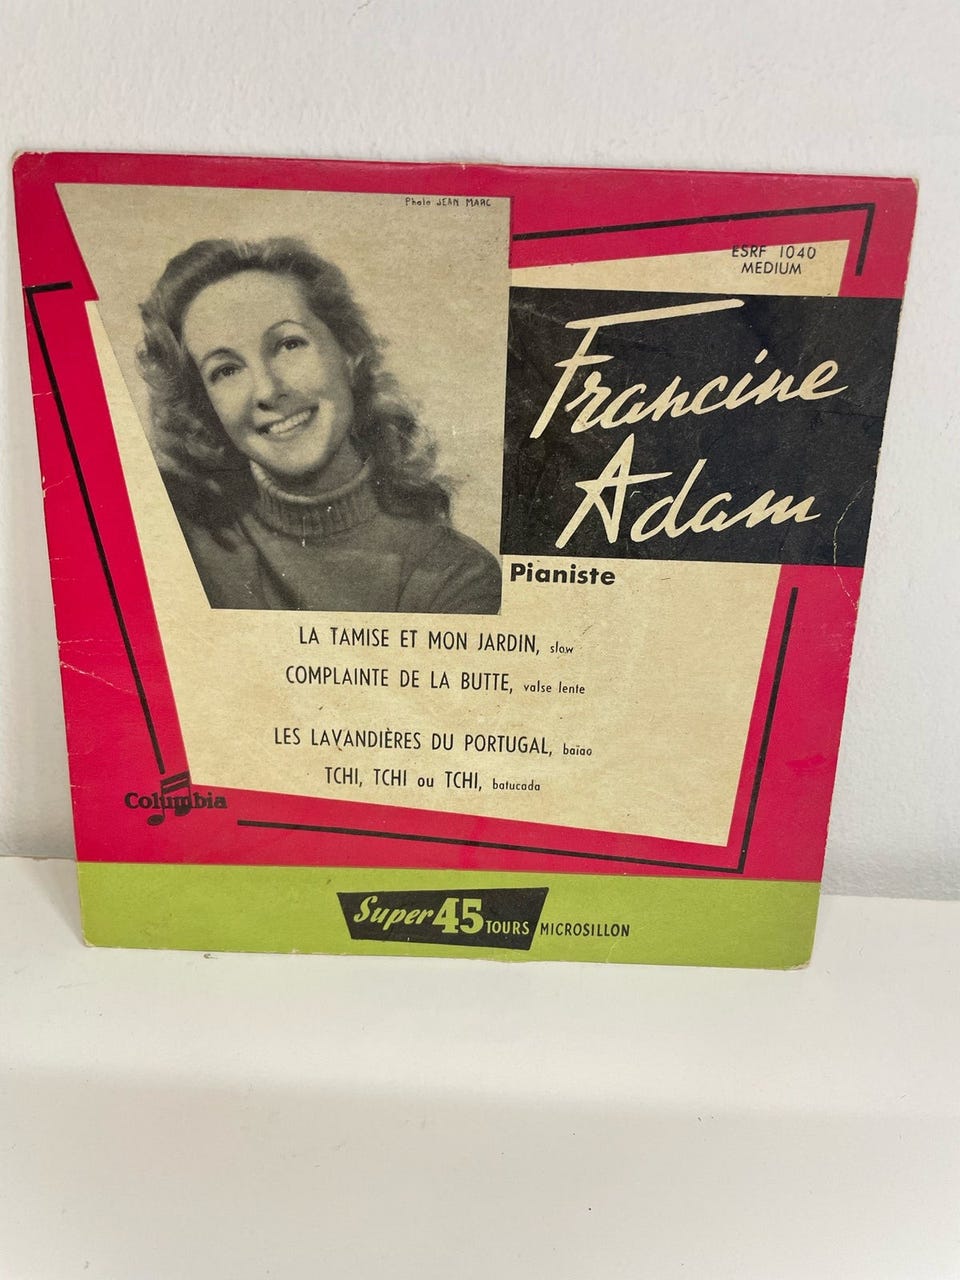 Photo JEAN MARC
ESRF 1040
MEDIUM
Francine
Adam
Pianiste
LA TAMISE ET MON JARDIN, slow
COMPLAINTE DE LA BUTTE, valse lente
LES LAVANDIÈRES DU PORTUGAL, baïao
TCHI, TCHI ou TCHI, batucada
Columbia
Super 45 TOURS MICROSILLON